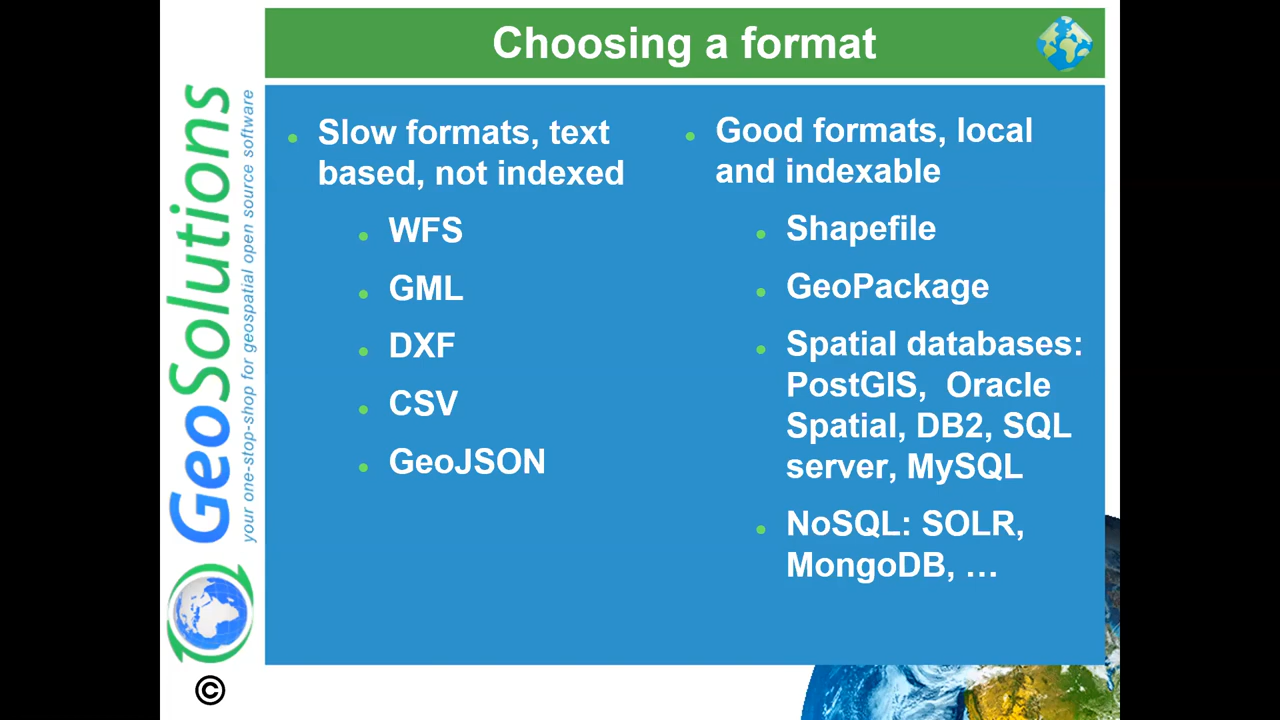 Choosing a format
GeoSolutions
your one-stop-shop for geospatial open source software
©
• Slow formats, text
based, not indexed
• WFS
• GML
• DXF
• CSV
• GeoJSON
• Good formats, local
and indexable
• Shapefile
• GeoPackage
• Spatial databases:
PostGIS, Oracle
Spatial, DB2, SQL
server, MySQL
• NoSQL: SOLR,
MongoDB, …